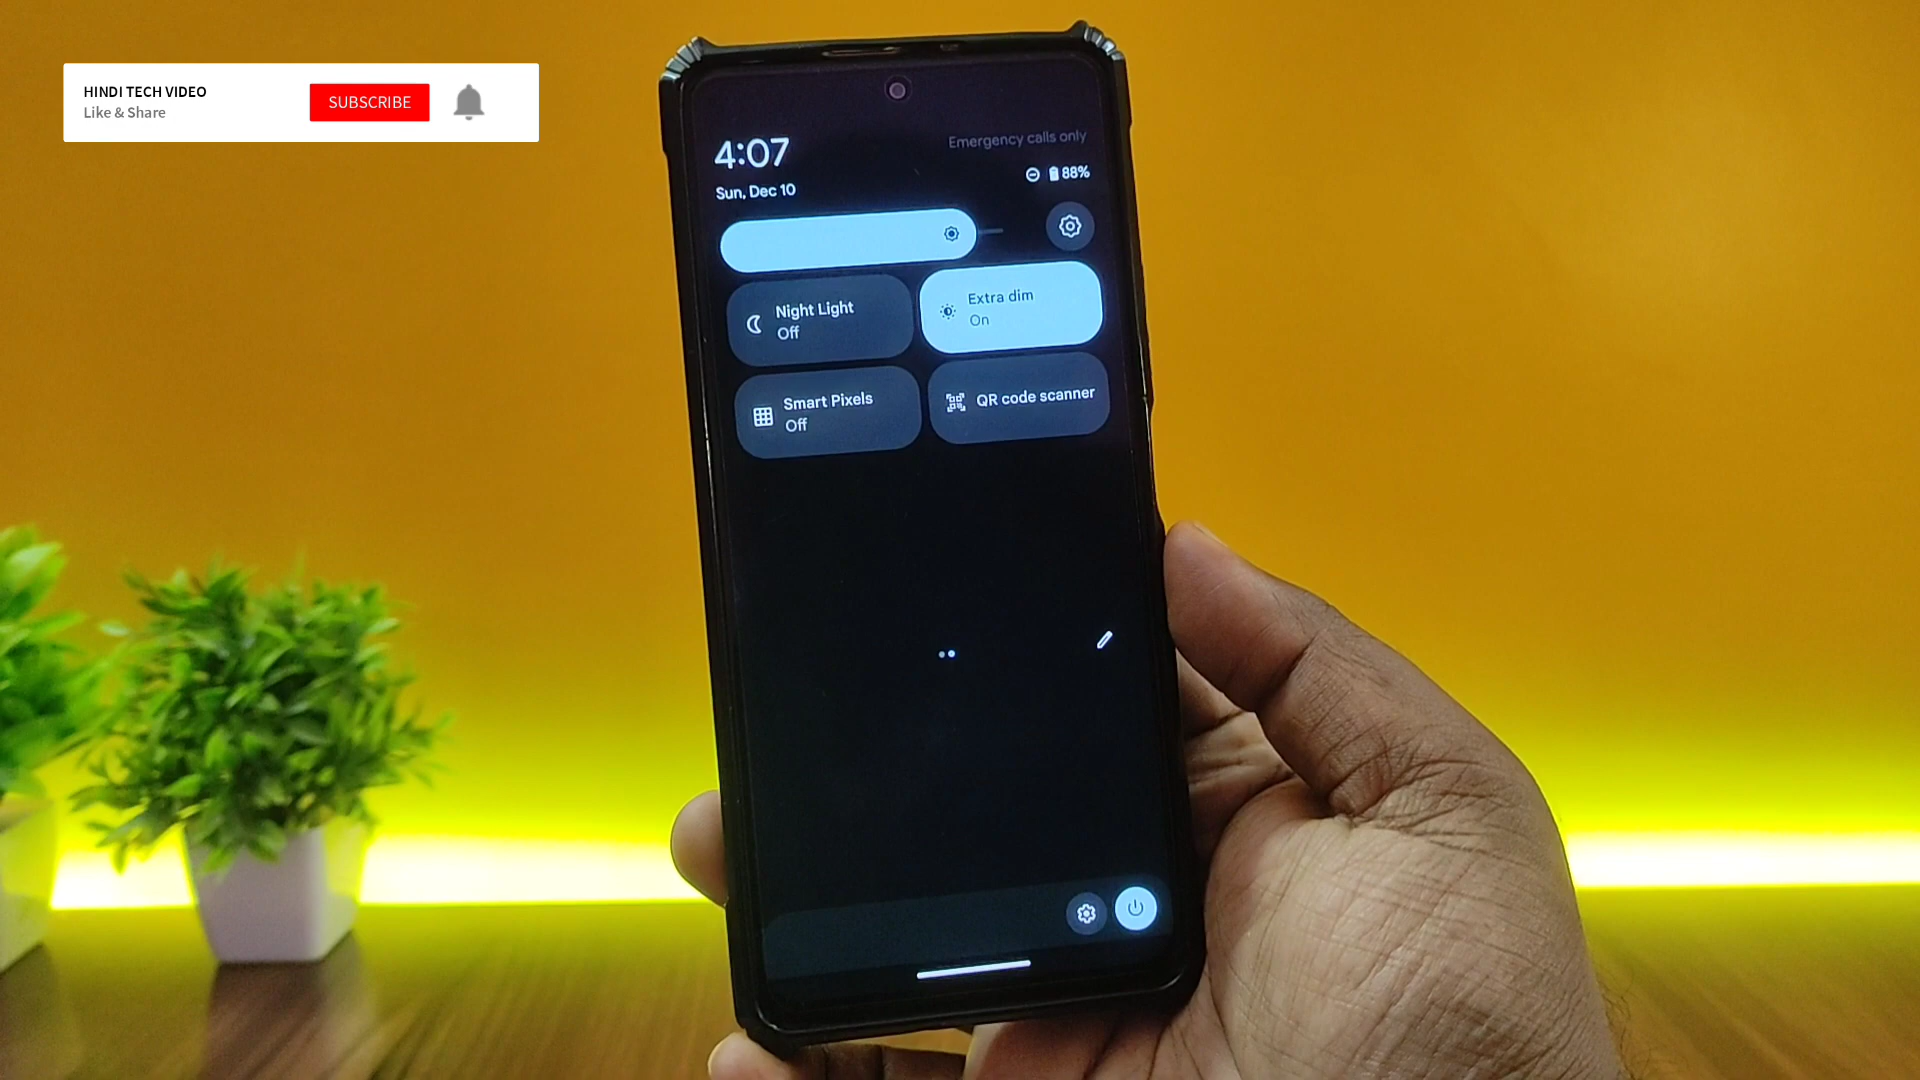 HINDI TECH VIDEO
Like & Share
SUBSCRIBE
4:07
Emergency calls only
Sun, Dec 10
88%
Night Light
Off
Extra dim
On
Smart Pixels
Off
QR code scanner